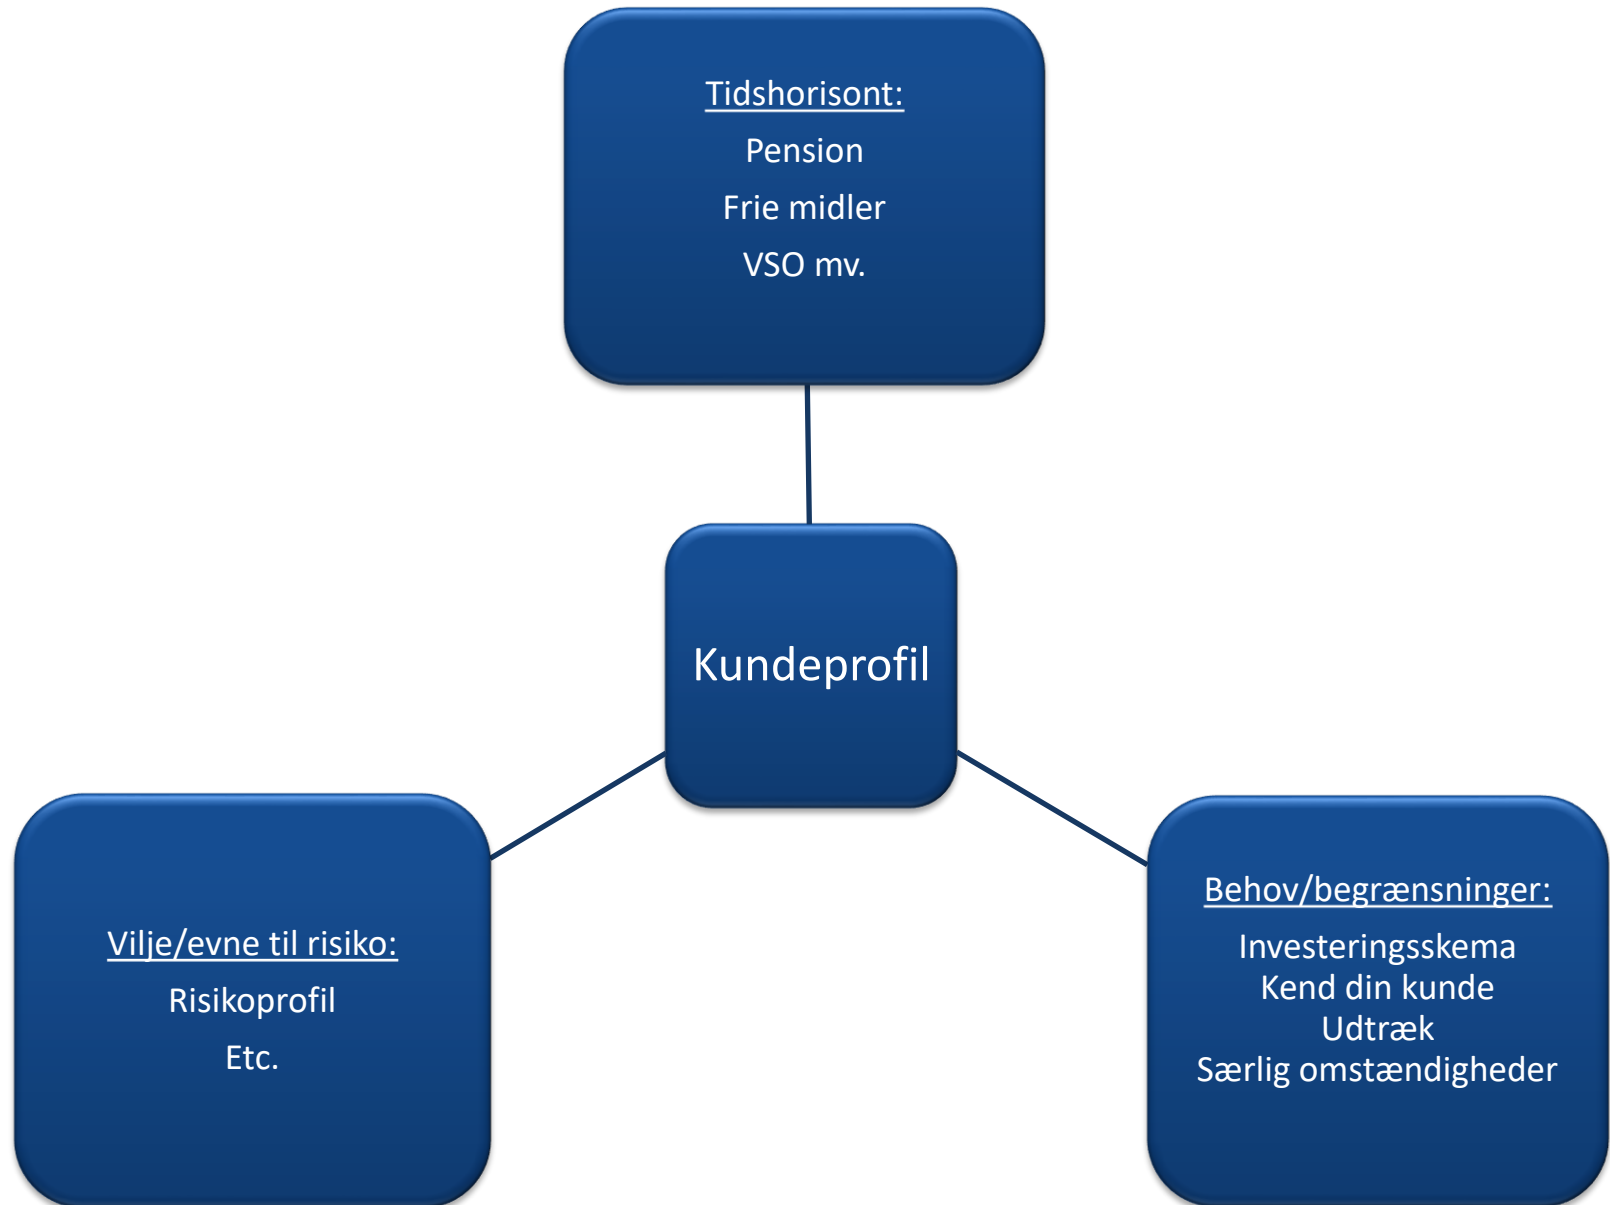 Tidshorisont:
Pension
Frie midler
VSO mv.
Kundeprofil
Vilje/evne til risiko:
Risikoprofil
Etc.
Behov/begrænsninger:
Investeringsskema
Kend din kunde
Udtræk
Særlig omstændigheder